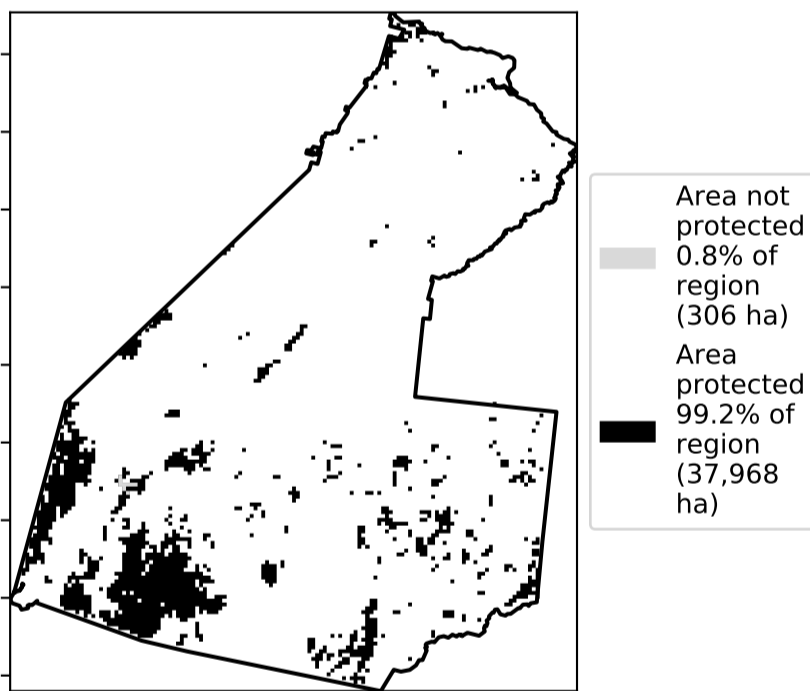 Area not
protected
0.8% of
region
(306 ha)
Area
protected
99.2% of
region
(37,968
ha)